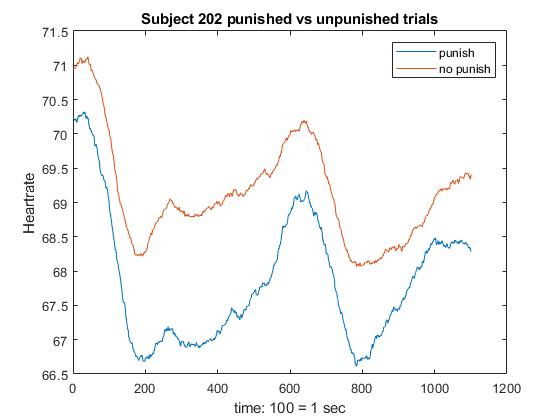 Subject 202 punished vs unpunished trials
71.5
71
70.5
70
69.5
69
68.5
68
67.5
67
66.5
Heartrate
punish
no punish
0 200 400 600 800 1000 1200
time: 100 = 1 sec